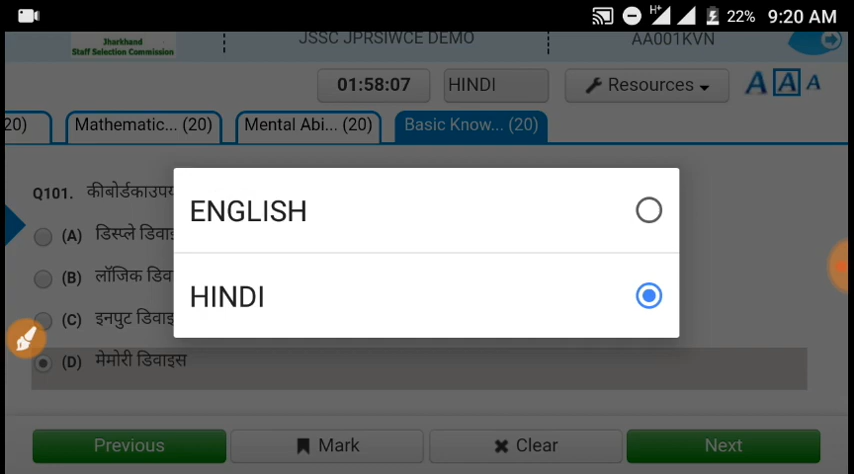 22% 9:20 AM
Jharkhand
Staff Selection Commission
JSSC JPRSIWCE DEMO
AA001KVN
01:58:07 HINDI Resources A A A
20) Mathematic... (20) Mental Abi... (20) Basic Know... (20)
Q101. कीबोर्डकाउपय
ENGLISH
(A) डिस्प्ले
(B) लॉजिक
HINDI
(C) इनपुट
(D) मेमोरी डिवाइस
Previous Mark Clear Next